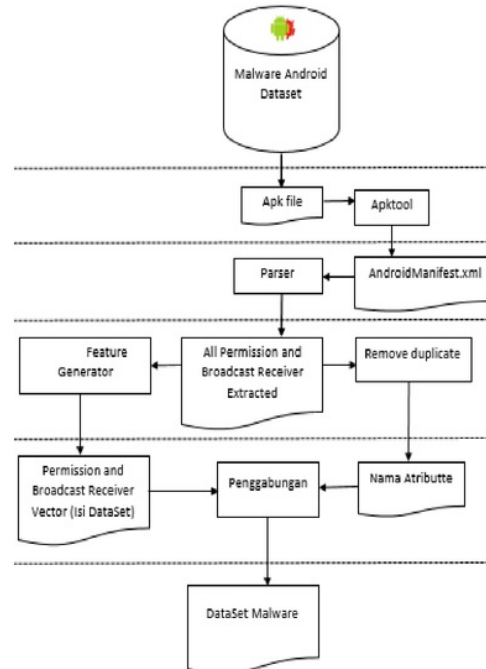 Malware Android
Dataset
Apk file
Apktool
Parser
AndroidManifest.xml
Feature
Generator
All Permission and
Broadcast Receiver
Extracted
Remove duplicate
Permission and
Broadcast Receiver
Vector (Isi DataSet)
Penggabungan
Nama Atributte
DataSet Malware